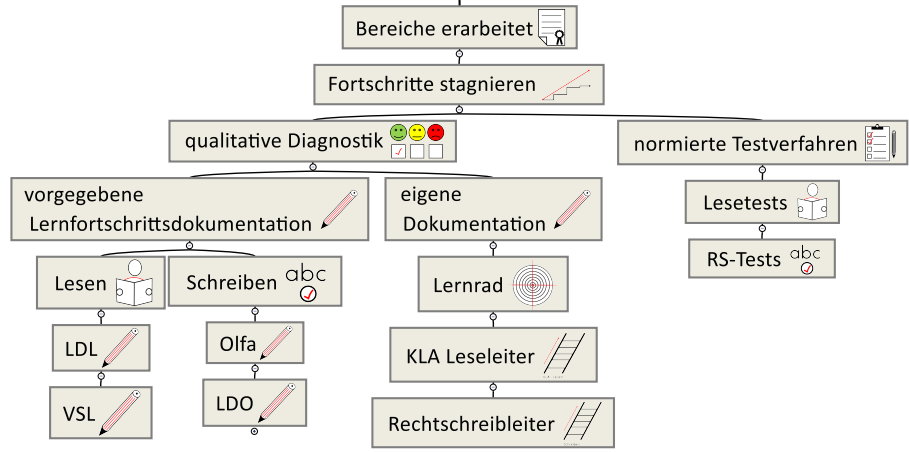 Bereiche erarbeitet
Fortschritte stagnieren
qualitative Diagnostik
normierte Testverfahren
vorgegebene
Lernfortschrittsdokumentation
eigene
Dokumentation
Lesetests
RS-Tests
Lesen
Schreiben
abc
abc
Lernrad
LDL
Olfa
KLA Leseleiter
VSL
LDO
Rechtschreibleiter